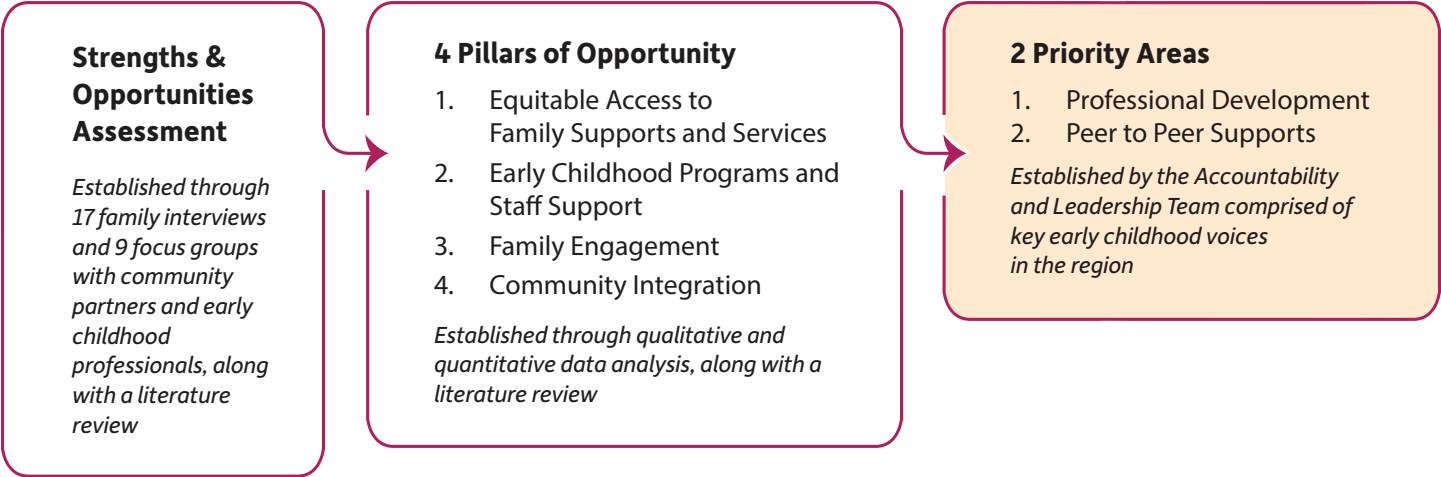 Strengths &
Opportunities
Assessment
Established through
17 family interviews
and 9 focus groups
with community
partners and early
childhood
professionals, along
with a literature
review
4 Pillars of Opportunity
1. Equitable Access to
Family Supports and Services
2. Early Childhood Programs and
Staff Support
3. Family Engagement
4. Community Integration
Established through qualitative and
quantitative data analysis, along with a
literature review
2 Priority Areas
1. Professional Development
2. Peer to Peer Supports
Established by the Accountability
and Leadership Team comprised of
key early childhood voices
in the region